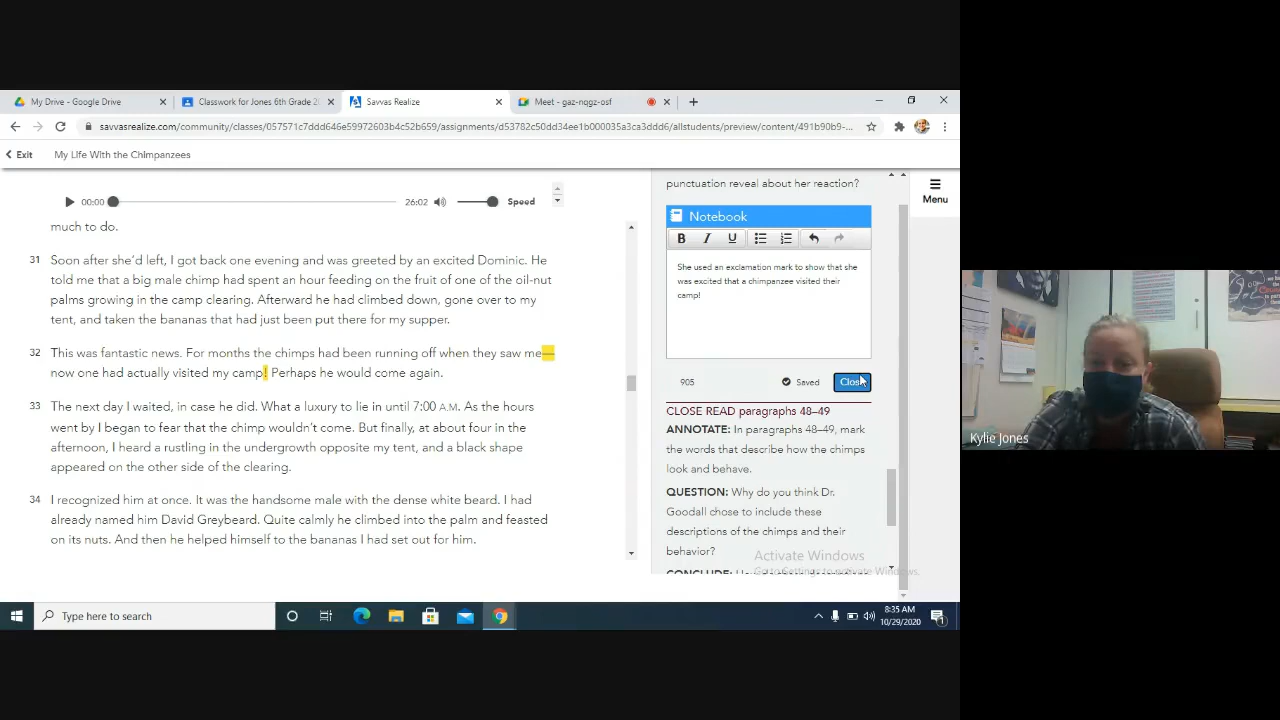 My Drive - Google Drive
Classwork for Jones 6th Grade 2
Savvas Realize
Meet - gaz-nqgz-osf
savvasrealize.com/community/classes/057571c7ddd646e59972603b4c52b659/assignments/d53782c50dd34ee1b000035a3ca3ddd6/allstudents/preview/content/491b90b9-...
Exit
My Life With the Chimpanzees
Menu
00:00
26:02
Speed
much to do.
31 Soon after she'd left, I got back one evening and was greeted by an excited Dominic. He
told me that a big male chimp had spent an hour feeding on the fruit of one of the oil-nut
palms growing in the camp clearing. Afterward he had climbed down, gone over to my
tent, and taken the bananas that had just been put there for my supper.
32 This was fantastic news. For months the chimps had been running off when they saw me—
now one had actually visited my camp! Perhaps he would come again.
33 The next day I waited, in case he did. What a luxury to lie in until 7:00 A.M. As the hours
went by I began to fear that the chimp wouldn't come. But finally, at about four in the
afternoon, I heard a rustling in the undergrowth opposite my tent, and a black shape
appeared on the other side of the clearing.
34 I recognized him at once. It was the handsome male with the dense white beard. I had
already named him David Greybeard. Quite calmly he climbed into the palm and feasted
on its nuts. And then he helped himself to the bananas I had set out for him.
punctuation reveal about her reaction?
Notebook
B I U
She used an exclamation mark to show that she
was excited that a chimpanzee visited their
camp!
905
Saved
Close
CLOSE READ paragraphs 48–49
ANNOTATE: In paragraphs 48–49, mark
the words that describe how the chimps
look and behave.
QUESTION: Why do you think Dr.
Goodall chose to include these
descriptions of the chimps and their
behavior?
Activate Windows
Go to Settings to activate Windows.
Kylie Jones
Type here to search
8:35 AM
10/29/2020